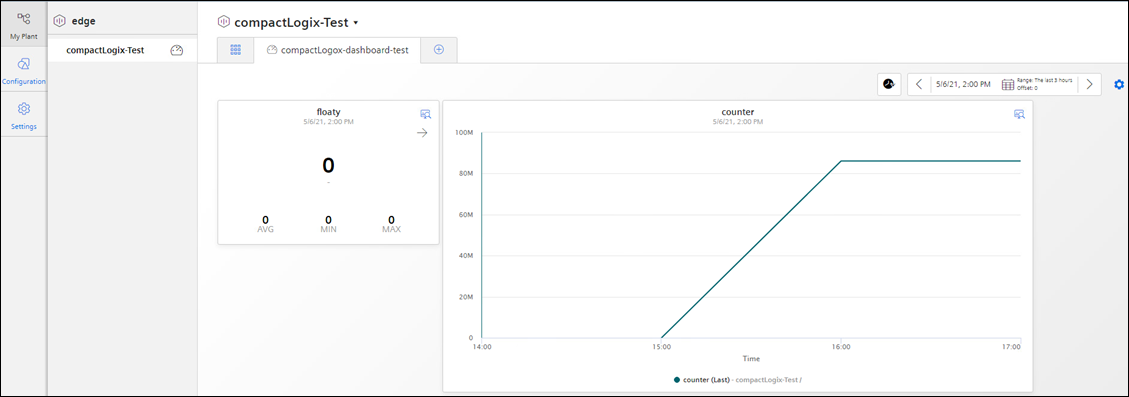 My Plant
Configuration
Settings
edge
compactLogix-Test
compactLogix-Test
compactLogox-dashboard-test
5/6/21, 2:00 PM
Range: The last 3 hours
Offset: 0
floaty
5/6/21, 2:00 PM
0
-
0 0 0
AVG MIN MAX
counter
5/6/21, 2:00 PM
100M
80M
60M
40M
20M
0
14:00 15:00 16:00 17:00
Time
counter (Last) - compactLogix-Test /